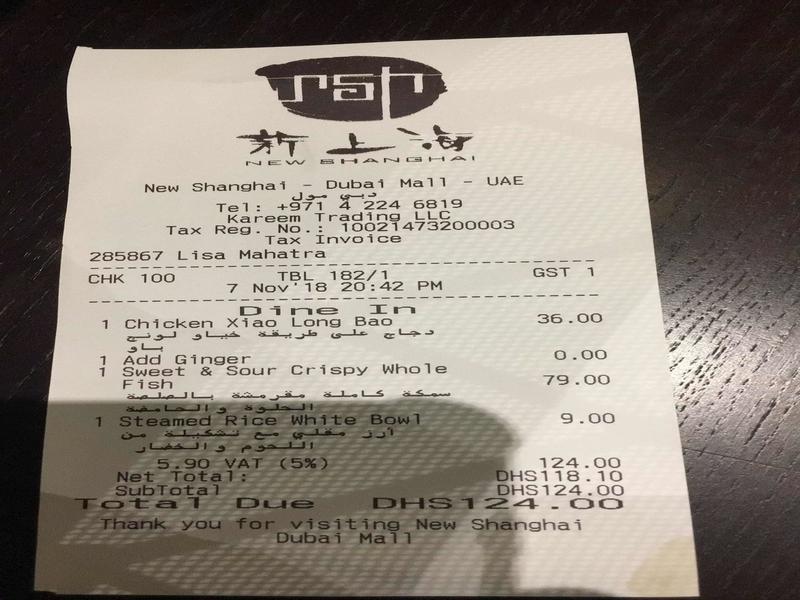 rsh
新上海
NEW SHANGHAI
New Shanghai - Dubai Mall - UAE
دبي مول
Tel: +971 4 224 6819
Kareem Trading LLC
Tax Reg. No.: 10021473200003
Tax Invoice
285867 Lisa Mahatra
CHK 100 TBL 182/1 GST 1
7 Nov'18 20:42 PM
Dine In
1 Chicken Xiao Long Bao 36.00
دجاج على طريقة خياو لونج
باو
1 Add Ginger 0.00
1 Sweet & Sour Crispy Whole
Fish 79.00
سمكة كاملة مقرمشة بالصلصة
الحلوة والحامضة
1 Steamed Rice White Bowl 9.00
أرز مقلي مع تشكيلة من
اللحوم والخضار
5.90 VAT (5%) 124.00
Net Total: DHS118.10
SubTotal DHS124.00
Total Due DHS124.00
Thank you for visiting New Shanghai
Dubai Mall